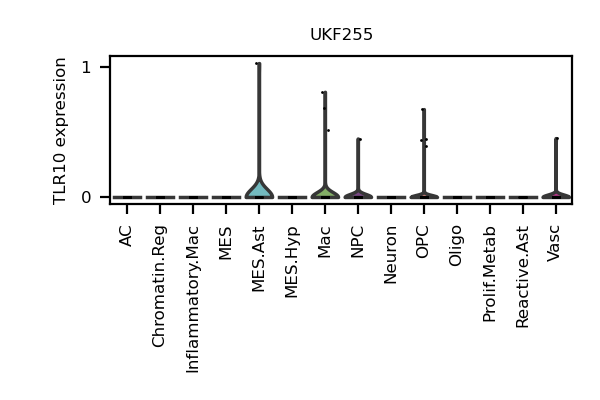 UKF255
TLR10 expression
1
0
AC
Chromatin.Reg
Inflammatory.Mac
MES
MES.Ast
MES.Hyp
Mac
NPC
Neuron
OPC
Oligo
Prolif.Metab
Reactive.Ast
Vasc